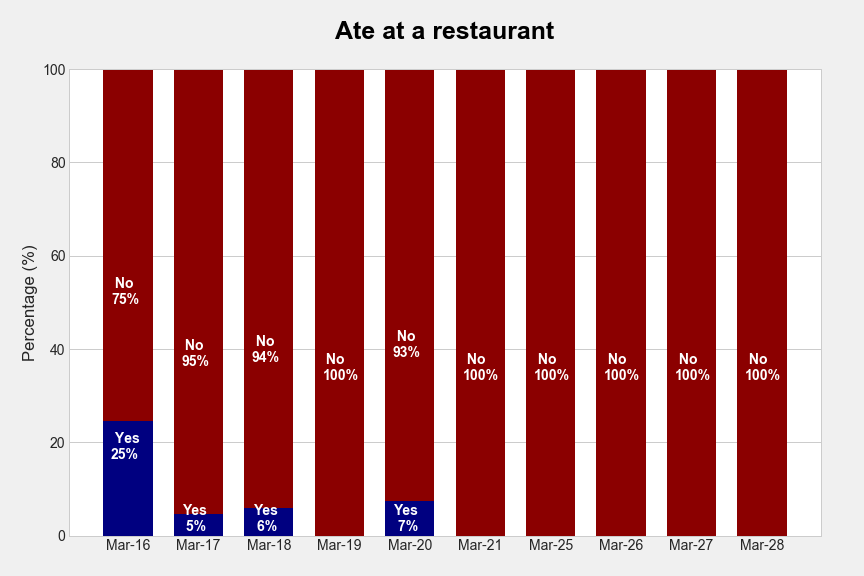 Ate at a restaurant
Percentage (%)
100
80
60
40
20
0
No
75%
Yes
25%
No
95%
Yes
5%
No
94%
Yes
6%
No
100%
No
93%
Yes
7%
No
100%
No
100%
No
100%
No
100%
No
100%
Mar-16 Mar-17 Mar-18 Mar-19 Mar-20 Mar-21 Mar-25 Mar-26 Mar-27 Mar-28